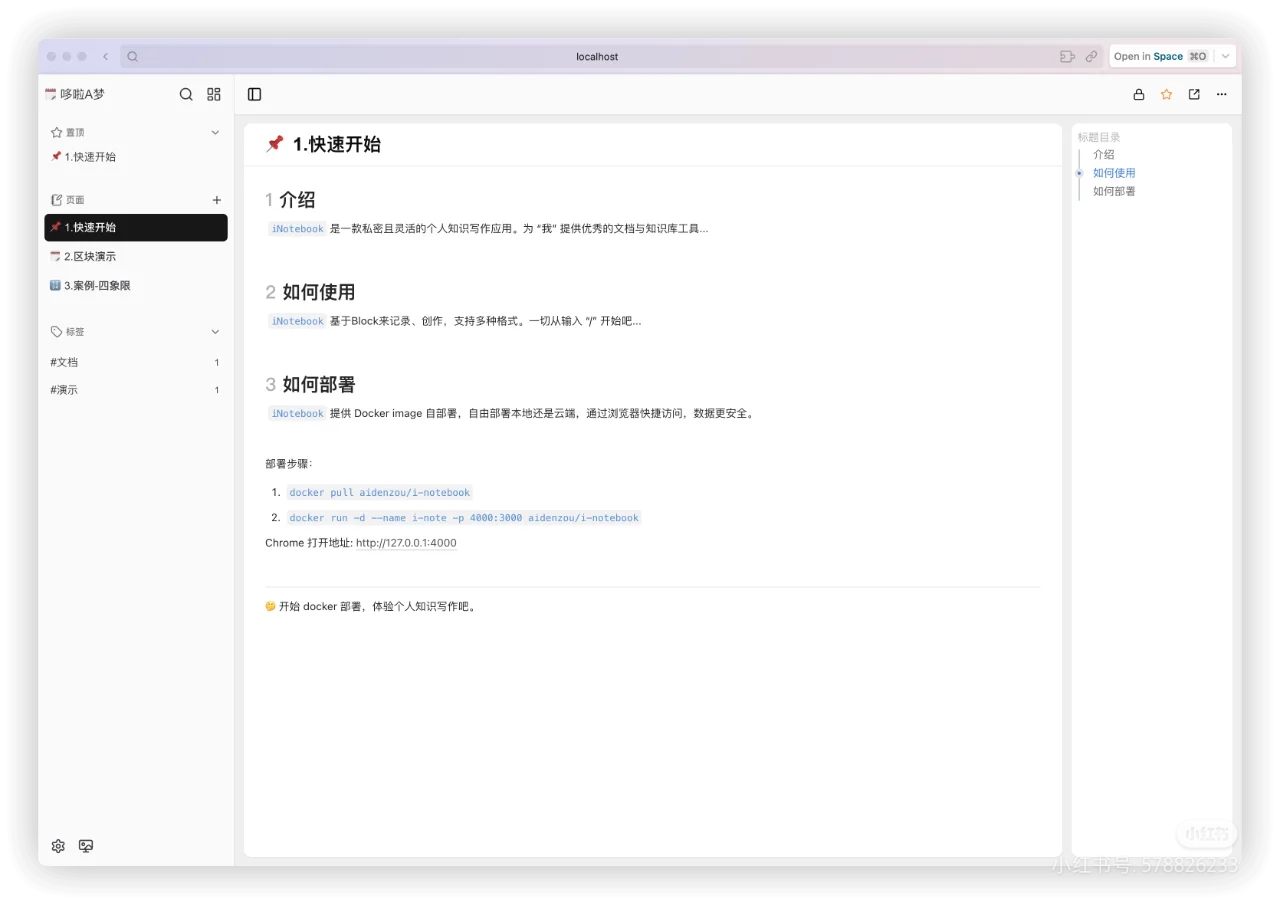 localhost
Open in Space ⌘O
哆啦A梦
置顶
1.快速开始
页面
1.快速开始
2.区块演示
3.案例-四象限
标签
#文档 1
#演示 1
1.快速开始
1 介绍
iNotebook 是一款私密且灵活的个人知识写作应用。为 “我” 提供优秀的文档与知识库工具...
2 如何使用
iNotebook 基于Block来记录、创作，支持多种格式。一切从输入 “/” 开始吧...
3 如何部署
iNotebook 提供 Docker image 自部署，自由部署本地还是云端，通过浏览器快捷访问，数据更安全。
部署步骤：
1. docker pull aidenzou/i-notebook
2. docker run -d --name i-note -p 4000:3000 aidenzou/i-notebook
Chrome 打开地址: http://127.0.0.1:4000
开始 docker 部署，体验个人知识写作吧。
标题目录
介绍
如何使用
如何部署
小红书
小红书号: 578826233